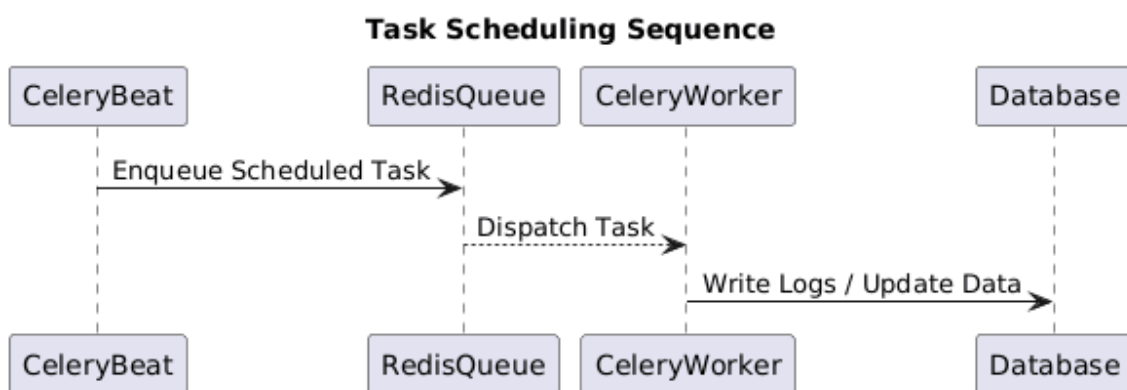 Task Scheduling Sequence
CeleryBeat RedisQueue CeleryWorker Database
Enqueue Scheduled Task
Dispatch Task
Write Logs / Update Data
CeleryBeat RedisQueue CeleryWorker Database